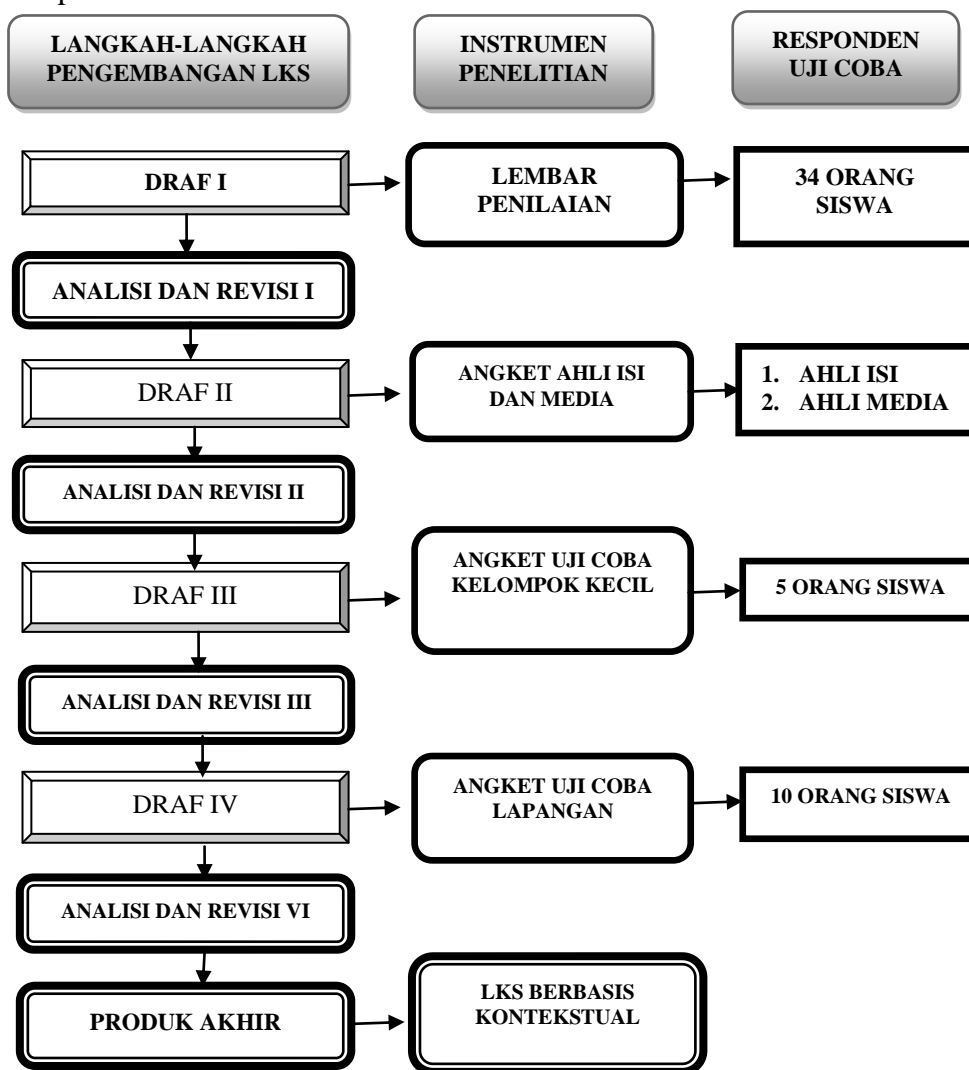 LANGKAH-LANGKAH
PENGEMBANGAN LKS
INSTRUMEN
PENELITIAN
RESPONDEN
UJI COBA
DRAF I
LEMBAR
PENILAIAN
34 ORANG
SISWA
ANALISI DAN REVISI I
DRAF II
ANGKET AHLI ISI
DAN MEDIA
1. AHLI ISI
2. AHLI MEDIA
ANALISI DAN REVISI II
DRAF III
ANGKET UJI COBA
KELOMPOK KECIL
5 ORANG SISWA
ANALISI DAN REVISI III
DRAF IV
ANGKET UJI COBA
LAPANGAN
10 ORANG SISWA
ANALISI DAN REVISI VI
PRODUK AKHIR
LKS BERBASIS
KONTEKSTUAL